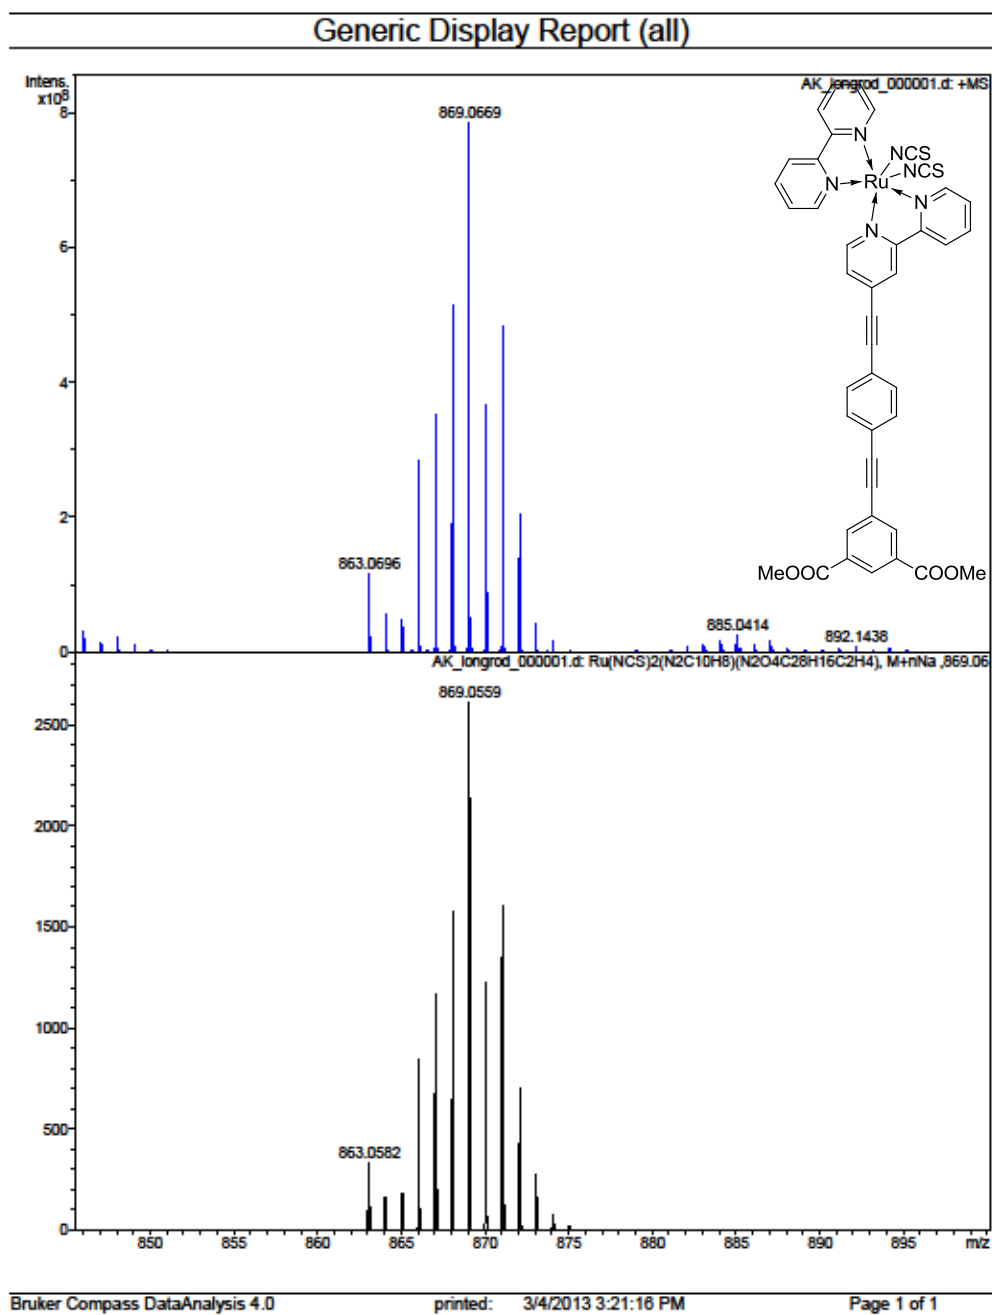 Generic Display Report (all)
Intens.
x10⁸
AK_longrod_000001.d: +MS
8
869.0669
6
4
2
0
863.0696
885.0414
892.1438
N
N
Ru
NCS
NCS
N
N
MeOOC
COOMe
AK_longrod_000001.d: Ru(NCS)2(N2C10H8)(N2O4C28H16C2H4), M+nNa ,869.06
869.0559
2500
2000
1500
1000
500
0
863.0582
850
855
860
865
870
875
880
885
890
895
m/z
Bruker Compass DataAnalysis 4.0 printed: 3/4/2013 3:21:16 PM Page 1 of 1